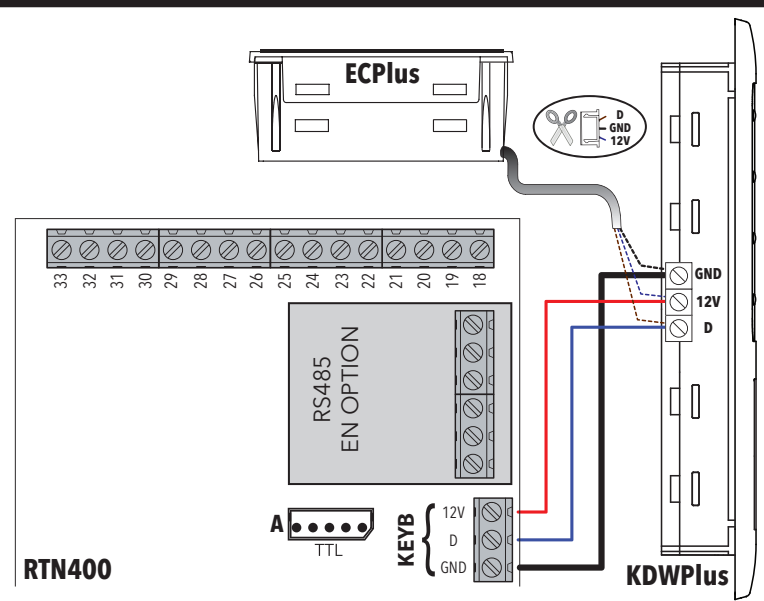 ECPlus
D
GND
12V
33 32 31 30 29 28 27 26 25 24 23 22 21 20 19 18
GND
12V
D
RS485
EN OPTION
A
TTL
KEYB
12V
D
GND
RTN400
KDWPlus